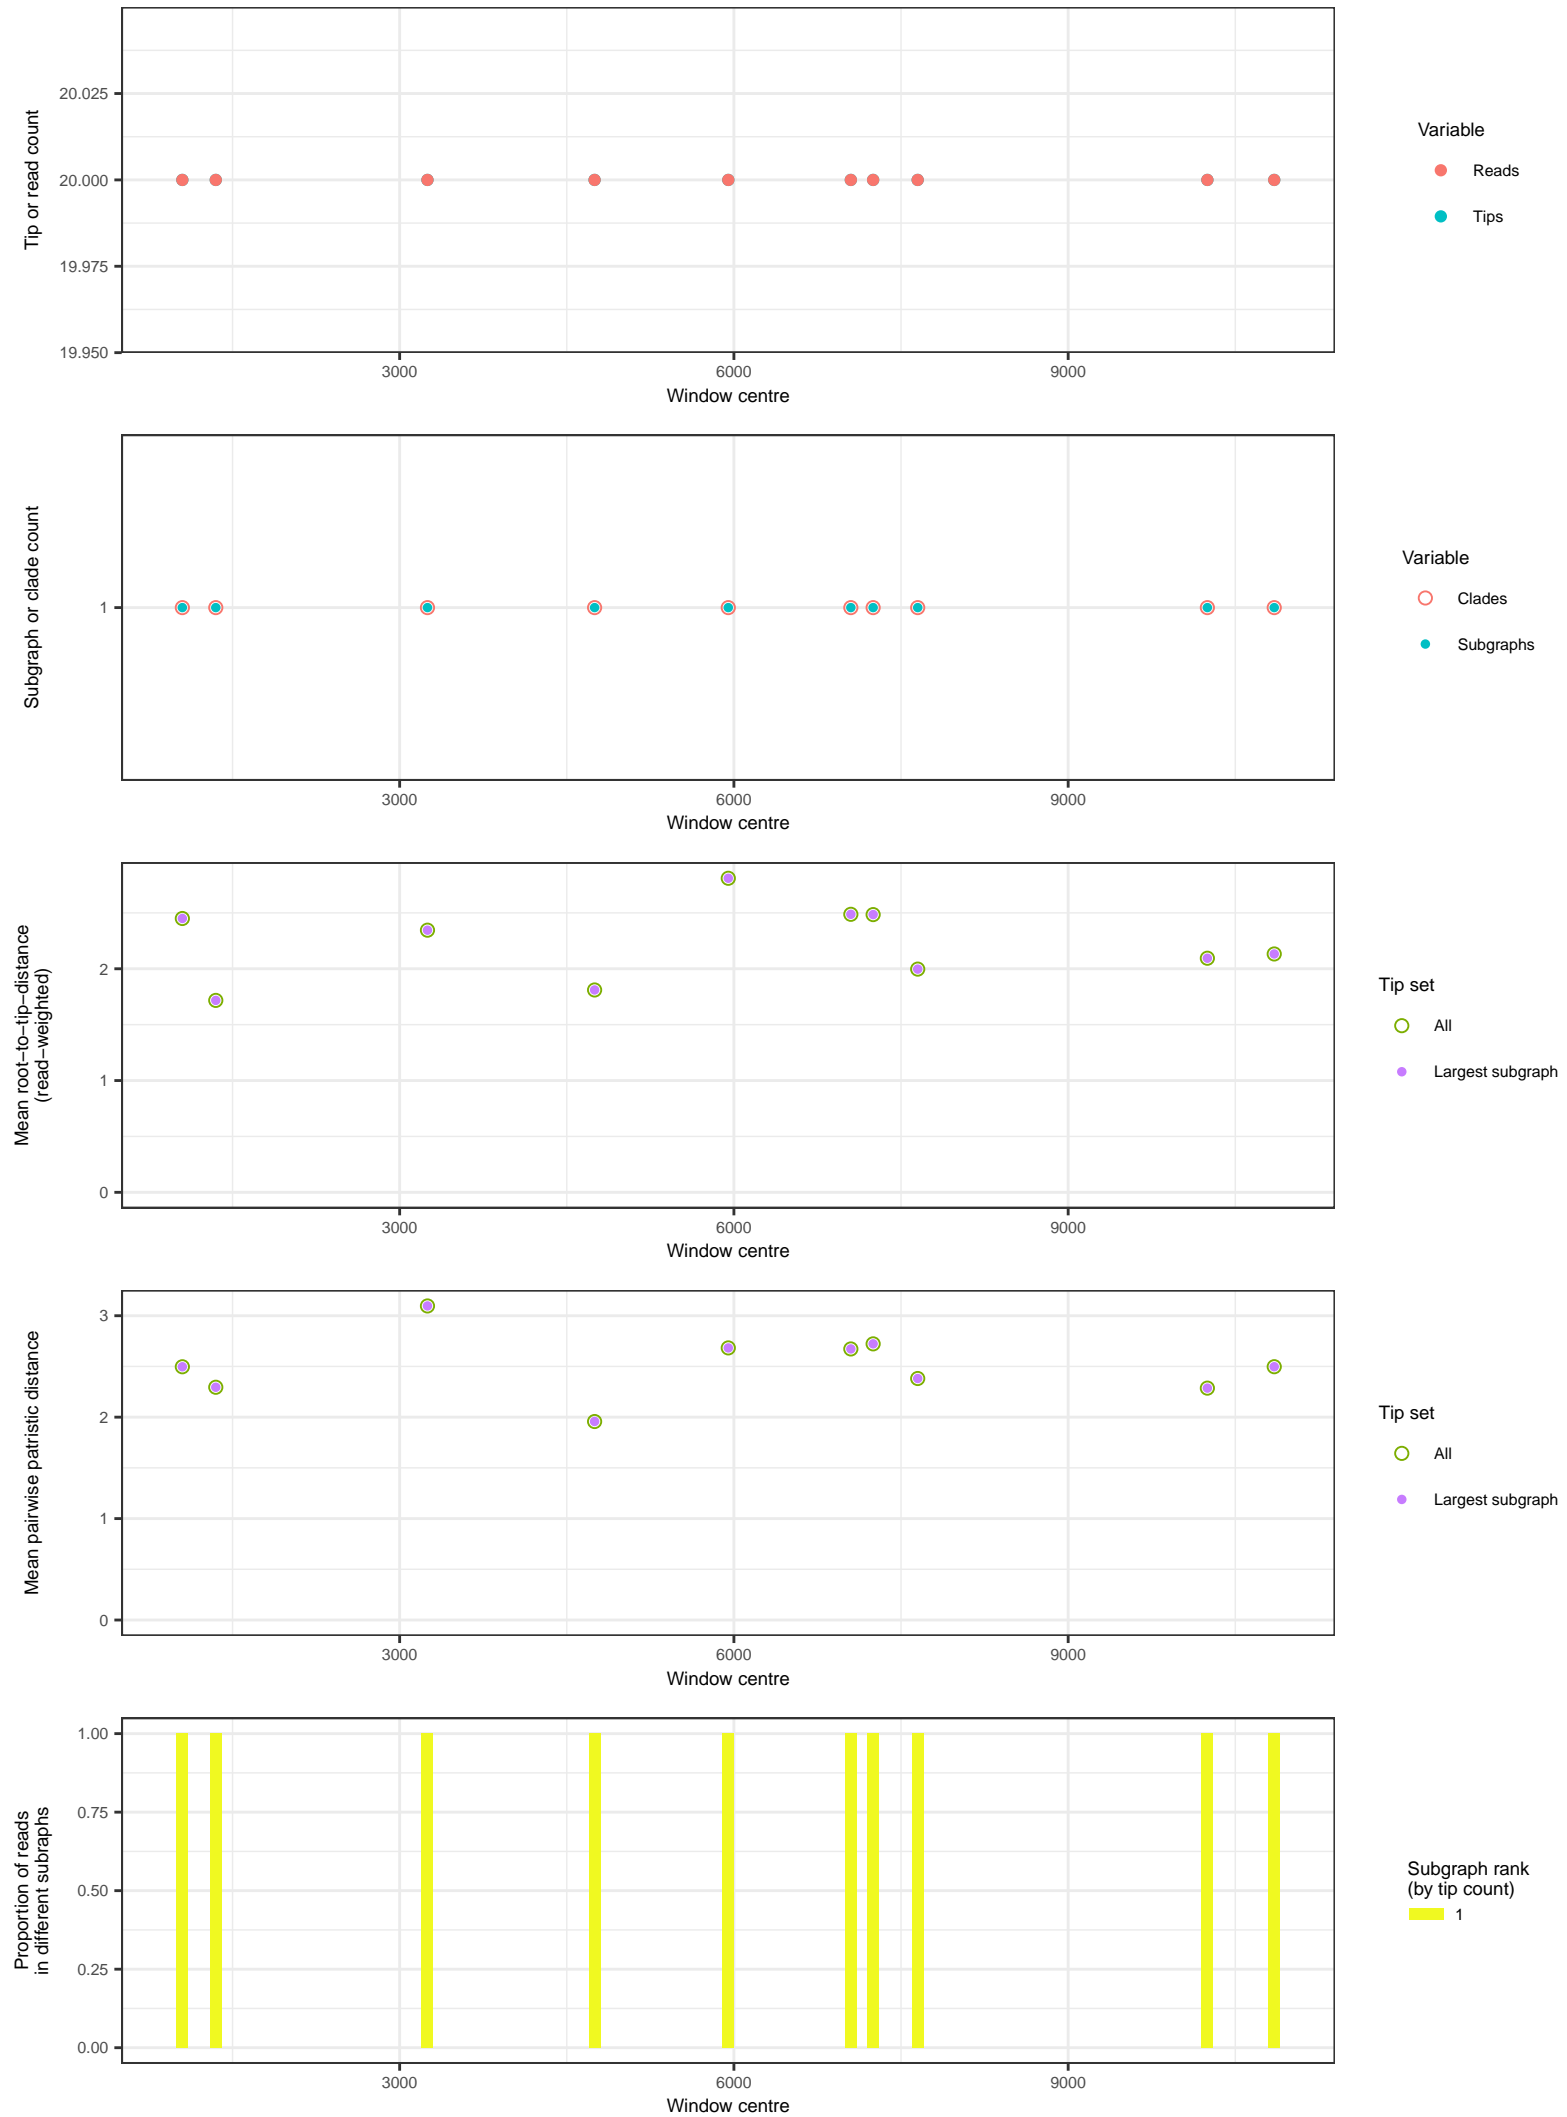 20.025
20.000
19.975
19.950
Tip or read count
3000 6000 9000
Window centre
Variable
Reads
Tips
1
Subgraph or clade count
3000 6000 9000
Window centre
Variable
Clades
Subgraphs
2
1
0
Mean root−to−tip−distance
(read−weighted)
3000 6000 9000
Window centre
Tip set
All
Largest subgraph
3
2
1
0
Mean pairwise patristic distance
3000 6000 9000
Window centre
Tip set
All
Largest subgraph
1.00
0.75
0.50
0.25
0.00
Proportion of reads
in different subraphs
3000 6000 9000
Window centre
Subgraph rank
(by tip count)
1